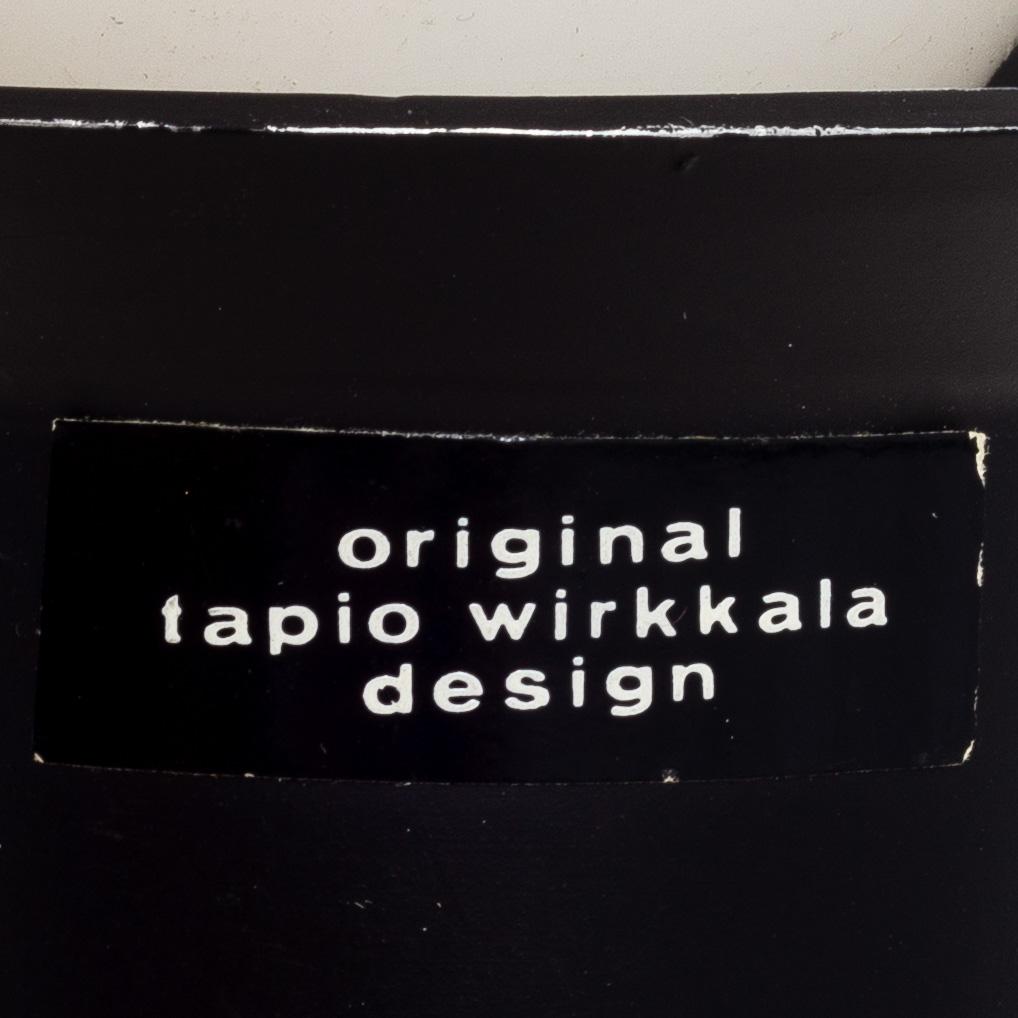 original
tapio wirkkala
design